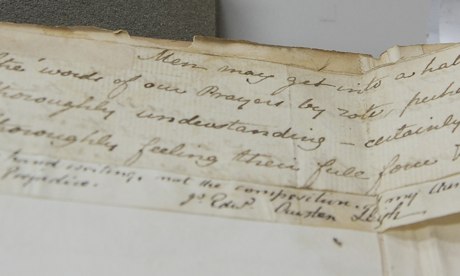 Men may get into a hab
the words of our Prayers by rote, perha
thoroughly understanding – certainly
thoroughly feeling their full force &
hand writing, not the composition of my Aun
Prejudice.
Edwd Austen Leigh.